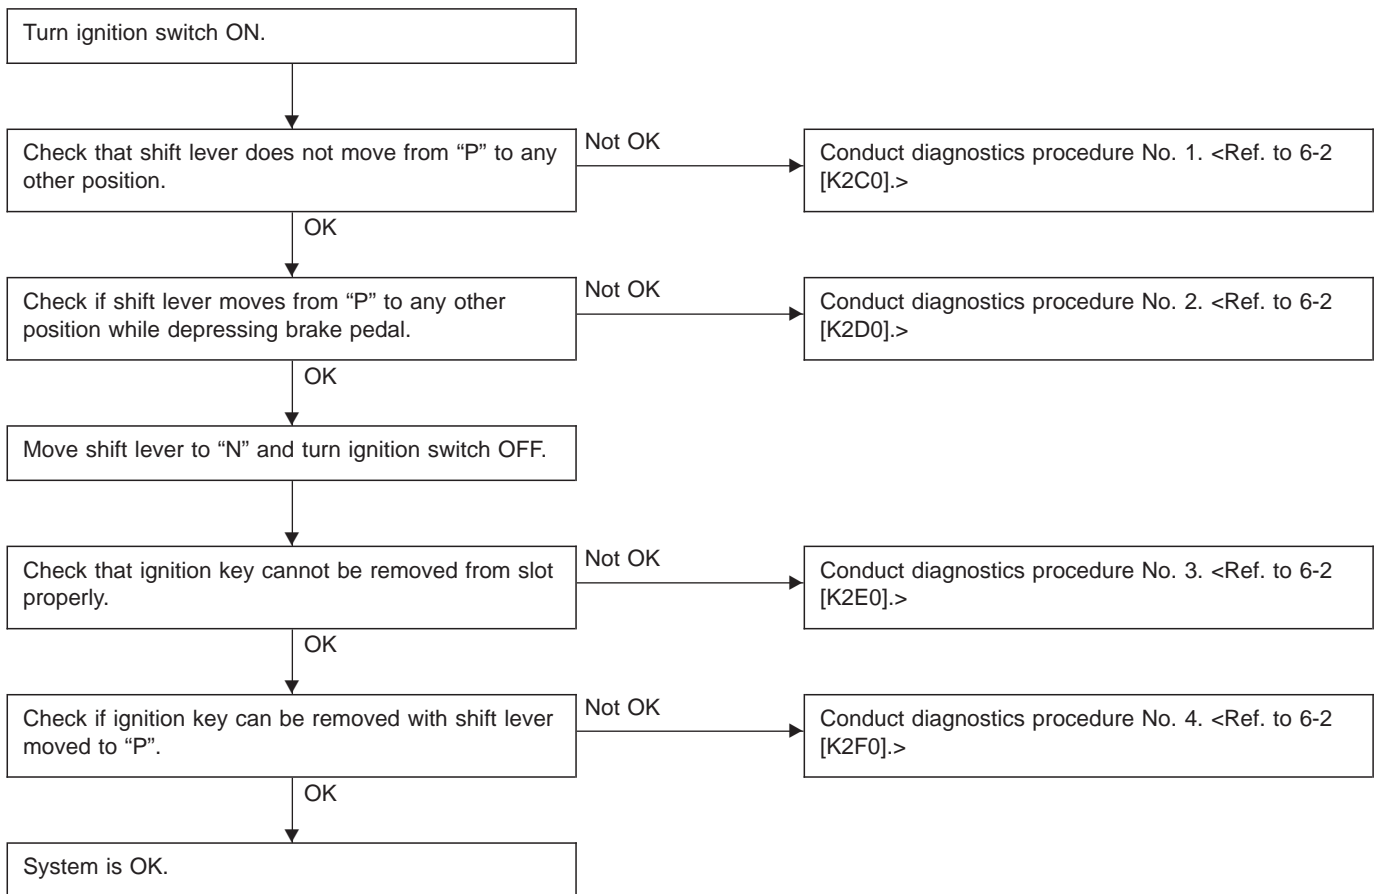 Turn ignition switch ON.
Check that shift lever does not move from “P” to any
other position.
Not OK
Conduct diagnostics procedure No. 1. <Ref. to 6-2
[K2C0].>
OK
Check if shift lever moves from “P” to any other
position while depressing brake pedal.
Not OK
Conduct diagnostics procedure No. 2. <Ref. to 6-2
[K2D0].>
OK
Move shift lever to “N” and turn ignition switch OFF.
Check that ignition key cannot be removed from slot
properly.
Not OK
Conduct diagnostics procedure No. 3. <Ref. to 6-2
[K2E0].>
OK
Check if ignition key can be removed with shift lever
moved to “P”.
Not OK
Conduct diagnostics procedure No. 4. <Ref. to 6-2
[K2F0].>
OK
System is OK.